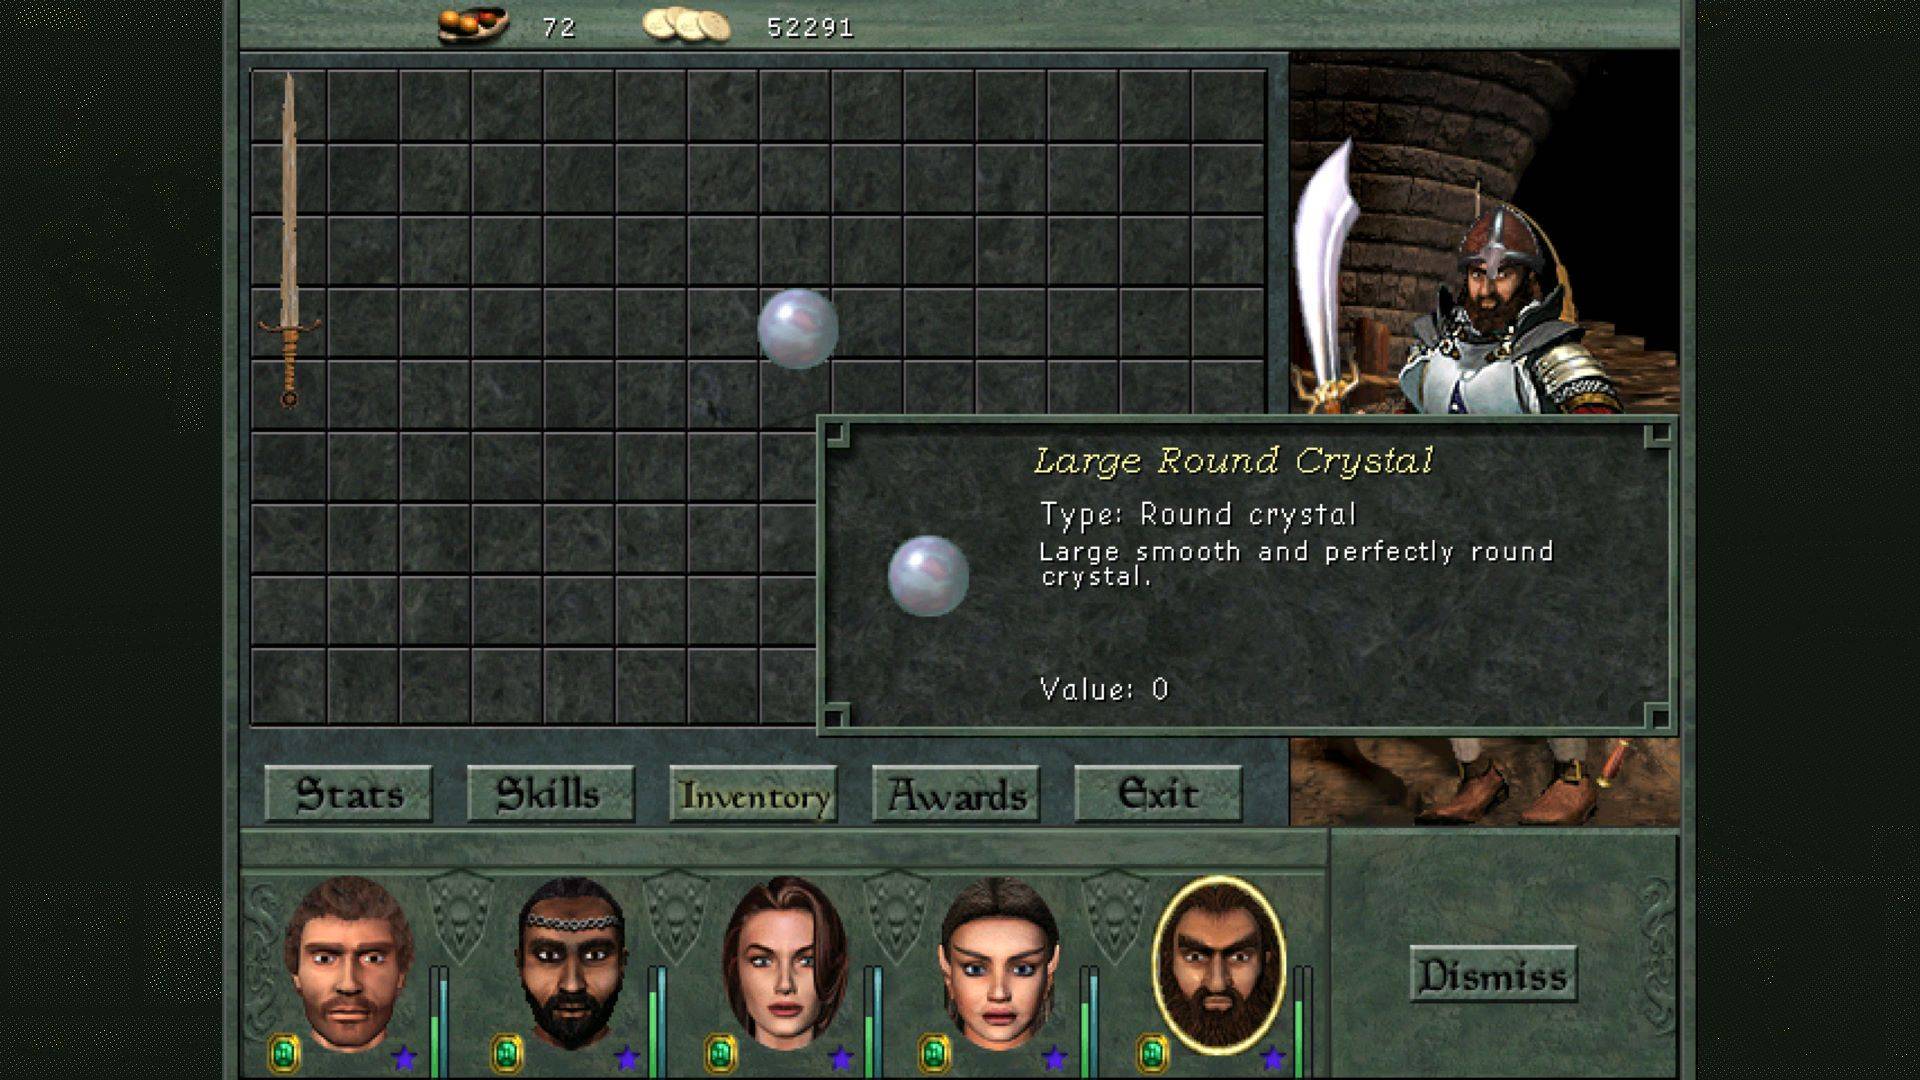 72 52291
Large Round Crystal
Type: Round crystal
Large smooth and perfectly round
crystal.
Value: 0
Stats Skills Inventory Awards Exit
Dismiss